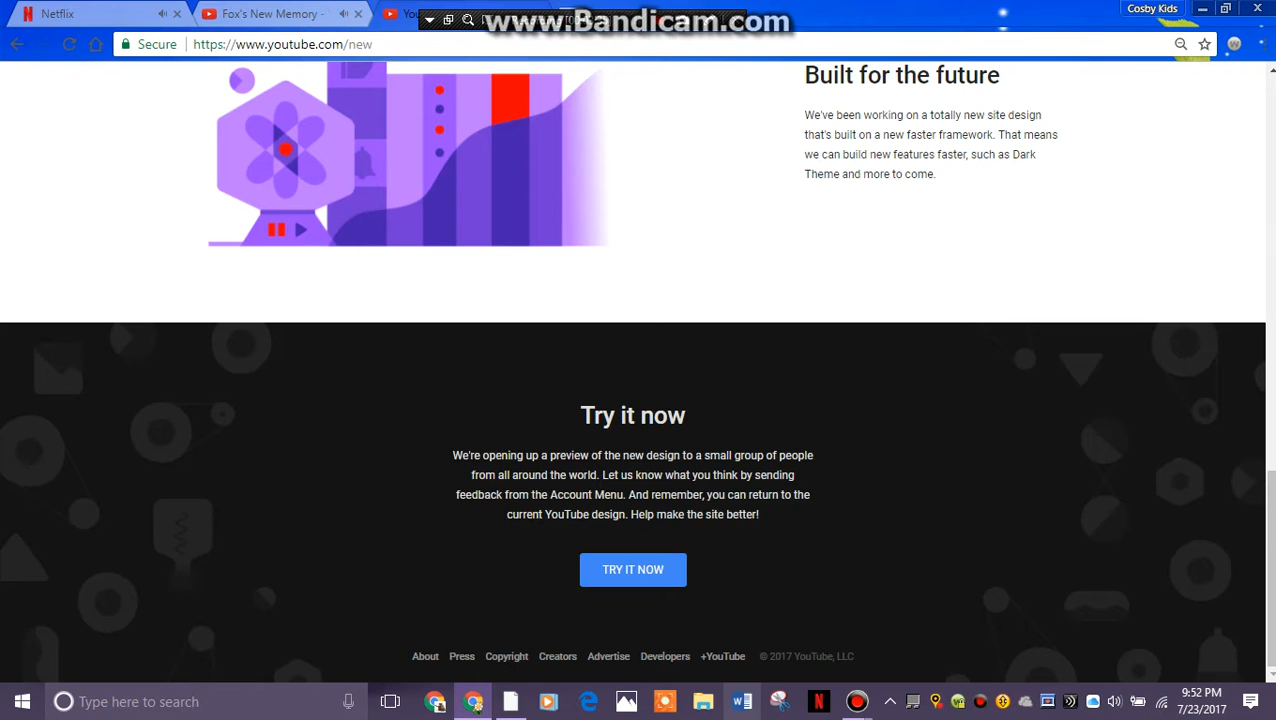 Netflix
Fox's New Memory -
Yo
www.Bandicam.com
Cosby Kids
Secure
https://www.youtube.com/new
Built for the future
We've been working on a totally new site design
that's built on a new faster framework. That means
we can build new features faster, such as Dark
Theme and more to come.
Try it now
We're opening up a preview of the new design to a small group of people
from all around the world. Let us know what you think by sending
feedback from the Account Menu. And remember, you can return to the
current YouTube design. Help make the site better!
TRY IT NOW
About Press Copyright Creators Advertise Developers +YouTube © 2017 YouTube, LLC
Type here to search
9:52 PM
7/23/2017